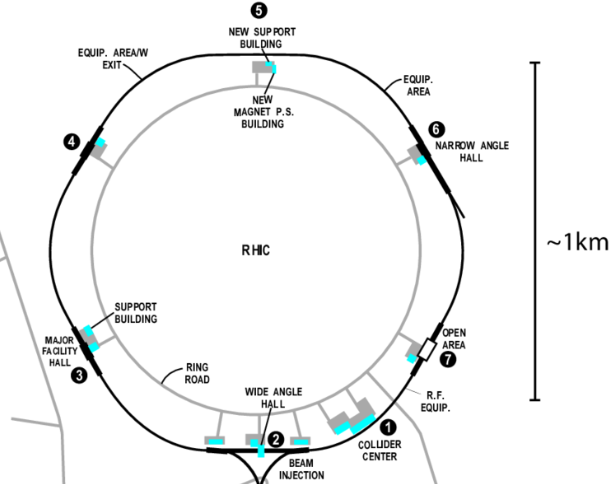 5
NEW SUPPORT
BUILDING
EQUIP. AREA/W
EXIT
EQUIP.
AREA
NEW
MAGNET P.S.
BUILDING
4
6
NARROW ANGLE
HALL
RHIC
~1km
SUPPORT
BUILDING
MAJOR
FACILITY
HALL
3
OPEN
AREA
7
RING
ROAD
WIDE ANGLE
HALL
R.F.
EQUIP.
2
1
COLLIDER
CENTER
BEAM
INJECTION